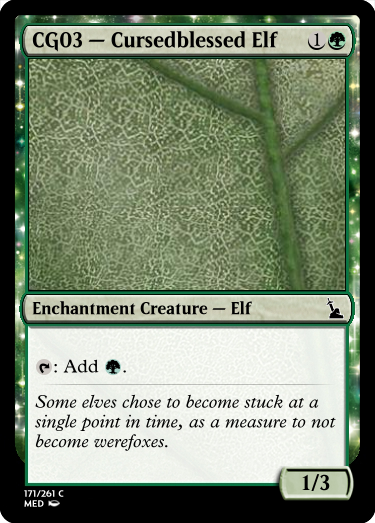 CG03 — Cursedblessed Elf 1
Enchantment Creature — Elf
: Add .
Some elves chose to become stuck at a
single point in time, as a measure to not
become werefoxes.
1/3
171/261 C
MED